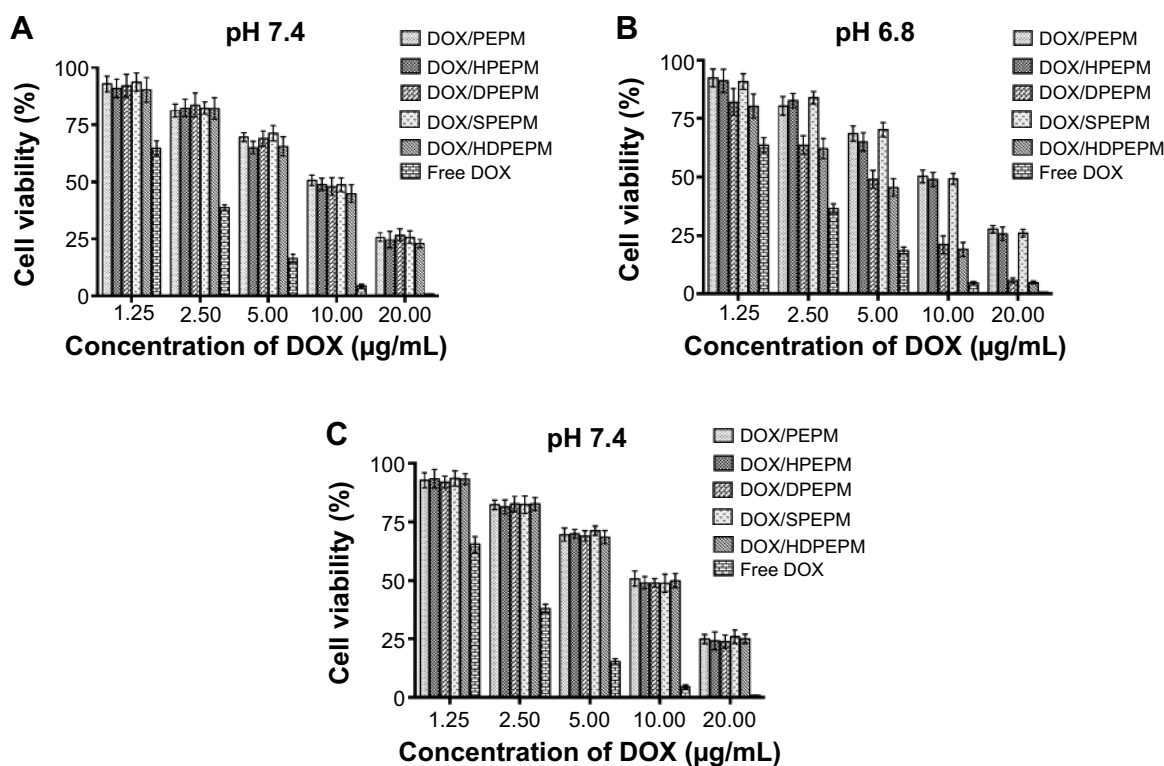 A
pH 7.4
DOX/PEPM
DOX/HPEPM
DOX/DPEPM
DOX/SPEPM
DOX/HDPEPM
Free DOX
Cell viability (%)
100
75
50
25
0
1.25 2.50 5.00 10.00 20.00
Concentration of DOX (µg/mL)
B
pH 6.8
DOX/PEPM
DOX/HPEPM
DOX/DPEPM
DOX/SPEPM
DOX/HDPEPM
Free DOX
Cell viability (%)
100
75
50
25
0
1.25 2.50 5.00 10.00 20.00
Concentration of DOX (µg/mL)
C
pH 7.4
DOX/PEPM
DOX/HPEPM
DOX/DPEPM
DOX/SPEPM
DOX/HDPEPM
Free DOX
Cell viability (%)
100
75
50
25
0
1.25 2.50 5.00 10.00 20.00
Concentration of DOX (µg/mL)